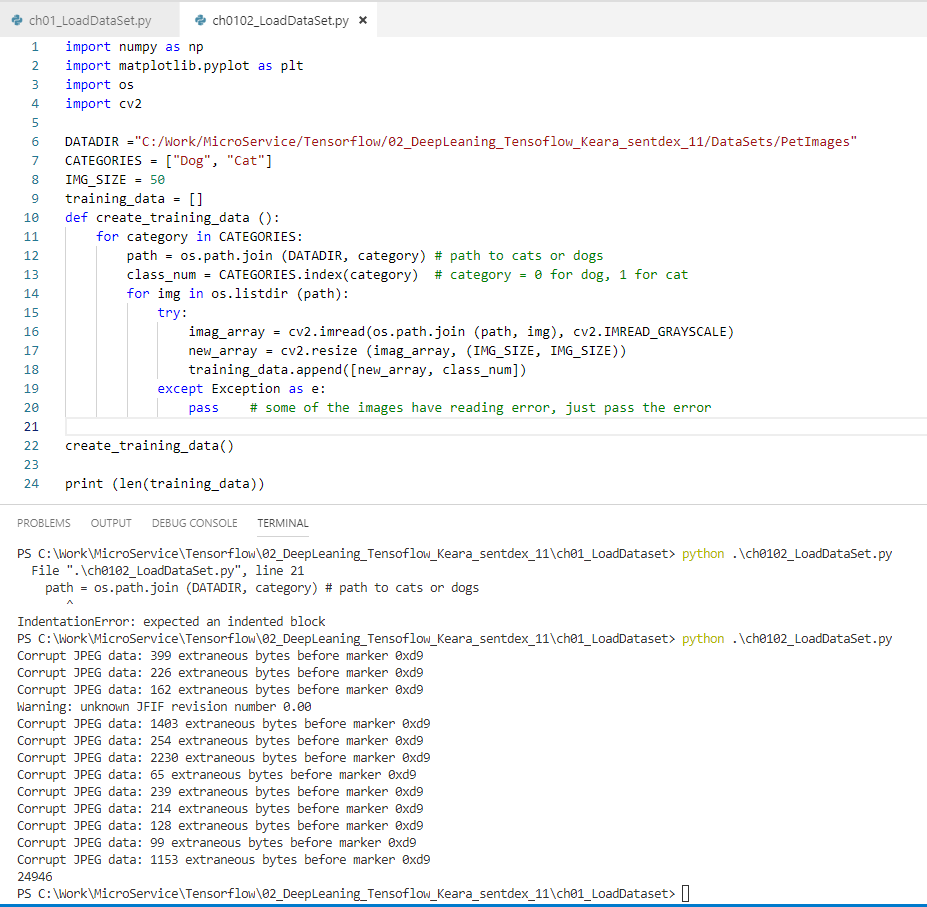 ch01_LoadDataSet.py ch0102_LoadDataSet.py ×
1 import numpy as np
2 import matplotlib.pyplot as plt
3 import os
4 import cv2
5
6 DATADIR ="C:/Work/MicroService/Tensorflow/02_DeepLeaning_Tensoflow_Keara_sentdex_11/DataSets/PetImages"
7 CATEGORIES = ["Dog", "Cat"]
8 IMG_SIZE = 50
9 training_data = []
10 def create_training_data ():
11     for category in CATEGORIES:
12         path = os.path.join (DATADIR, category) # path to cats or dogs
13         class_num = CATEGORIES.index(category)  # category = 0 for dog, 1 for cat
14         for img in os.listdir (path):
15             try:
16                 imag_array = cv2.imread(os.path.join (path, img), cv2.IMREAD_GRAYSCALE)
17                 new_array = cv2.resize (imag_array, (IMG_SIZE, IMG_SIZE))
18                 training_data.append([new_array, class_num])
19             except Exception as e:
20                 pass    # some of the images have reading error, just pass the error
21
22 create_training_data()
23
24 print (len(training_data))
PROBLEMS OUTPUT DEBUG CONSOLE TERMINAL
PS C:\Work\MicroService\Tensorflow\02_DeepLeaning_Tensoflow_Keara_sentdex_11\ch01_LoadDataset> python .\ch0102_LoadDataSet.py
  File ".\ch0102_LoadDataSet.py", line 21
    path = os.path.join (DATADIR, category) # path to cats or dogs
       ^
IndentationError: expected an indented block
PS C:\Work\MicroService\Tensorflow\02_DeepLeaning_Tensoflow_Keara_sentdex_11\ch01_LoadDataset> python .\ch0102_LoadDataSet.py
Corrupt JPEG data: 399 extraneous bytes before marker 0xd9
Corrupt JPEG data: 226 extraneous bytes before marker 0xd9
Corrupt JPEG data: 162 extraneous bytes before marker 0xd9
Warning: unknown JFIF revision number 0.00
Corrupt JPEG data: 1403 extraneous bytes before marker 0xd9
Corrupt JPEG data: 254 extraneous bytes before marker 0xd9
Corrupt JPEG data: 2230 extraneous bytes before marker 0xd9
Corrupt JPEG data: 65 extraneous bytes before marker 0xd9
Corrupt JPEG data: 239 extraneous bytes before marker 0xd9
Corrupt JPEG data: 214 extraneous bytes before marker 0xd9
Corrupt JPEG data: 128 extraneous bytes before marker 0xd9
Corrupt JPEG data: 99 extraneous bytes before marker 0xd9
Corrupt JPEG data: 1153 extraneous bytes before marker 0xd9
24946
PS C:\Work\MicroService\Tensorflow\02_DeepLeaning_Tensoflow_Keara_sentdex_11\ch01_LoadDataset>